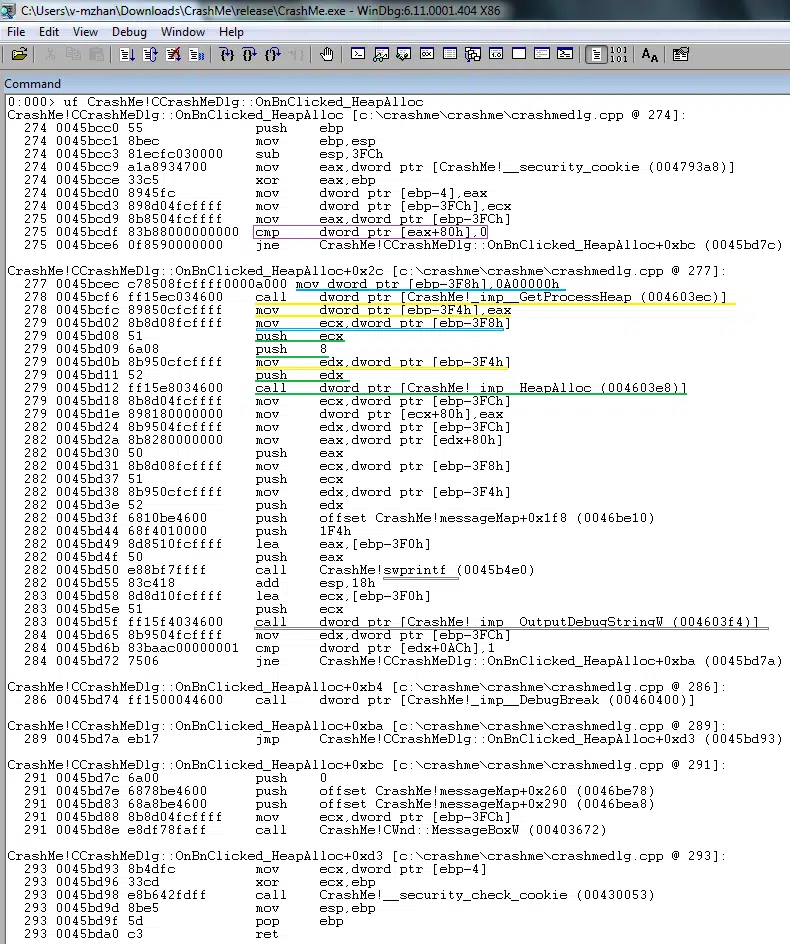 C:\Users\v-mzhan\Downloads\CrashMe\release\CrashMe.exe - WinDbg:6.11.0001.404 X86
File Edit View Debug Window Help
Command
0:000> uf CrashMe!CCrashMeDlg::OnBnClicked_HeapAlloc
CrashMe!CCrashMeDlg::OnBnClicked_HeapAlloc [c:\crashme\crashme\crashmedlg.cpp @ 274]:
274 0045bcc0 55 push ebp
274 0045bcc1 8bec mov ebp,esp
274 0045bcc3 81ecfc030000 sub esp,3FCh
274 0045bcc9 a1a8934700 mov eax,dword ptr [CrashMe!__security_cookie (004793a8)]
274 0045bcce 33c5 xor eax,ebp
274 0045bcd0 8945fc mov dword ptr [ebp-4],eax
274 0045bcd3 898d04fcffff mov dword ptr [ebp-3FCh],ecx
275 0045bcd9 8b8504fcffff mov eax,dword ptr [ebp-3FCh]
275 0045bcdf 83b88000000000 cmp dword ptr [eax+80h],0
275 0045bce6 0f8590000000 jne CrashMe!CCrashMeDlg::OnBnClicked_HeapAlloc+0xbc (0045bd7c)
CrashMe!CCrashMeDlg::OnBnClicked_HeapAlloc+0x2c [c:\crashme\crashme\crashmedlg.cpp @ 277]:
277 0045bcec c78508fcffff0000a000 mov dword ptr [ebp-3F8h],0A00000h
278 0045bcf6 ff15ec034600 call dword ptr [CrashMe!_imp__GetProcessHeap (004603ec)]
278 0045bcfc 89850cfcffff mov dword ptr [ebp-3F4h],eax
279 0045bd02 8b8d08fcffff mov ecx,dword ptr [ebp-3F8h]
279 0045bd08 51 push ecx
279 0045bd09 6a08 push 8
279 0045bd0b 8b950cfcffff mov edx,dword ptr [ebp-3F4h]
279 0045bd11 52 push edx
279 0045bd12 ff15e8034600 call dword ptr [CrashMe!_imp__HeapAlloc (004603e8)]
279 0045bd18 8b8d04fcffff mov ecx,dword ptr [ebp-3FCh]
279 0045bd1e 898180000000 mov dword ptr [ecx+80h],eax
282 0045bd24 8b9504fcffff mov edx,dword ptr [ebp-3FCh]
282 0045bd2a 8b8280000000 mov eax,dword ptr [edx+80h]
282 0045bd30 50 push eax
282 0045bd31 8b8d08fcffff mov ecx,dword ptr [ebp-3F8h]
282 0045bd37 51 push ecx
282 0045bd38 8b950cfcffff mov edx,dword ptr [ebp-3F4h]
282 0045bd3e 52 push edx
282 0045bd3f 6810be4600 push offset CrashMe!messageMap+0x1f8 (0046be10)
282 0045bd44 68f4010000 push 1F4h
282 0045bd49 8d8510fcffff lea eax,[ebp-3F0h]
282 0045bd4f 50 push eax
282 0045bd50 e88bf7ffff call CrashMe!swprintf (0045b4e0)
282 0045bd55 83c418 add esp,18h
283 0045bd58 8d8d10fcffff lea ecx,[ebp-3F0h]
283 0045bd5e 51 push ecx
283 0045bd5f ff15f4034600 call dword ptr [CrashMe!_imp__OutputDebugStringW (004603f4)]
284 0045bd65 8b9504fcffff mov edx,dword ptr [ebp-3FCh]
284 0045bd6b 83baac00000001 cmp dword ptr [edx+0ACh],1
284 0045bd72 7506 jne CrashMe!CCrashMeDlg::OnBnClicked_HeapAlloc+0xba (0045bd7a)
CrashMe!CCrashMeDlg::OnBnClicked_HeapAlloc+0xb4 [c:\crashme\crashme\crashmedlg.cpp @ 286]:
286 0045bd74 ff1500044600 call dword ptr [CrashMe!_imp__DebugBreak (00460400)]
CrashMe!CCrashMeDlg::OnBnClicked_HeapAlloc+0xba [c:\crashme\crashme\crashmedlg.cpp @ 289]:
289 0045bd7a eb17 jmp CrashMe!CCrashMeDlg::OnBnClicked_HeapAlloc+0xd3 (0045bd93)
CrashMe!CCrashMeDlg::OnBnClicked_HeapAlloc+0xbc [c:\crashme\crashme\crashmedlg.cpp @ 291]:
291 0045bd7c 6a00 push 0
291 0045bd7e 6878be4600 push offset CrashMe!messageMap+0x260 (0046be78)
291 0045bd83 68a8be4600 push offset CrashMe!messageMap+0x290 (0046bea8)
291 0045bd88 8b8d04fcffff mov ecx,dword ptr [ebp-3FCh]
291 0045bd8e e8df78faff call CrashMe!CWnd::MessageBoxW (00403672)
CrashMe!CCrashMeDlg::OnBnClicked_HeapAlloc+0xd3 [c:\crashme\crashme\crashmedlg.cpp @ 293]:
293 0045bd93 8b4dfc mov ecx,dword ptr [ebp-4]
293 0045bd96 33cd xor ecx,ebp
293 0045bd98 e8b642fdff call CrashMe!__security_check_cookie (00430053)
293 0045bd9d 8be5 mov esp,ebp
293 0045bd9f 5d pop ebp
293 0045bda0 c3 ret